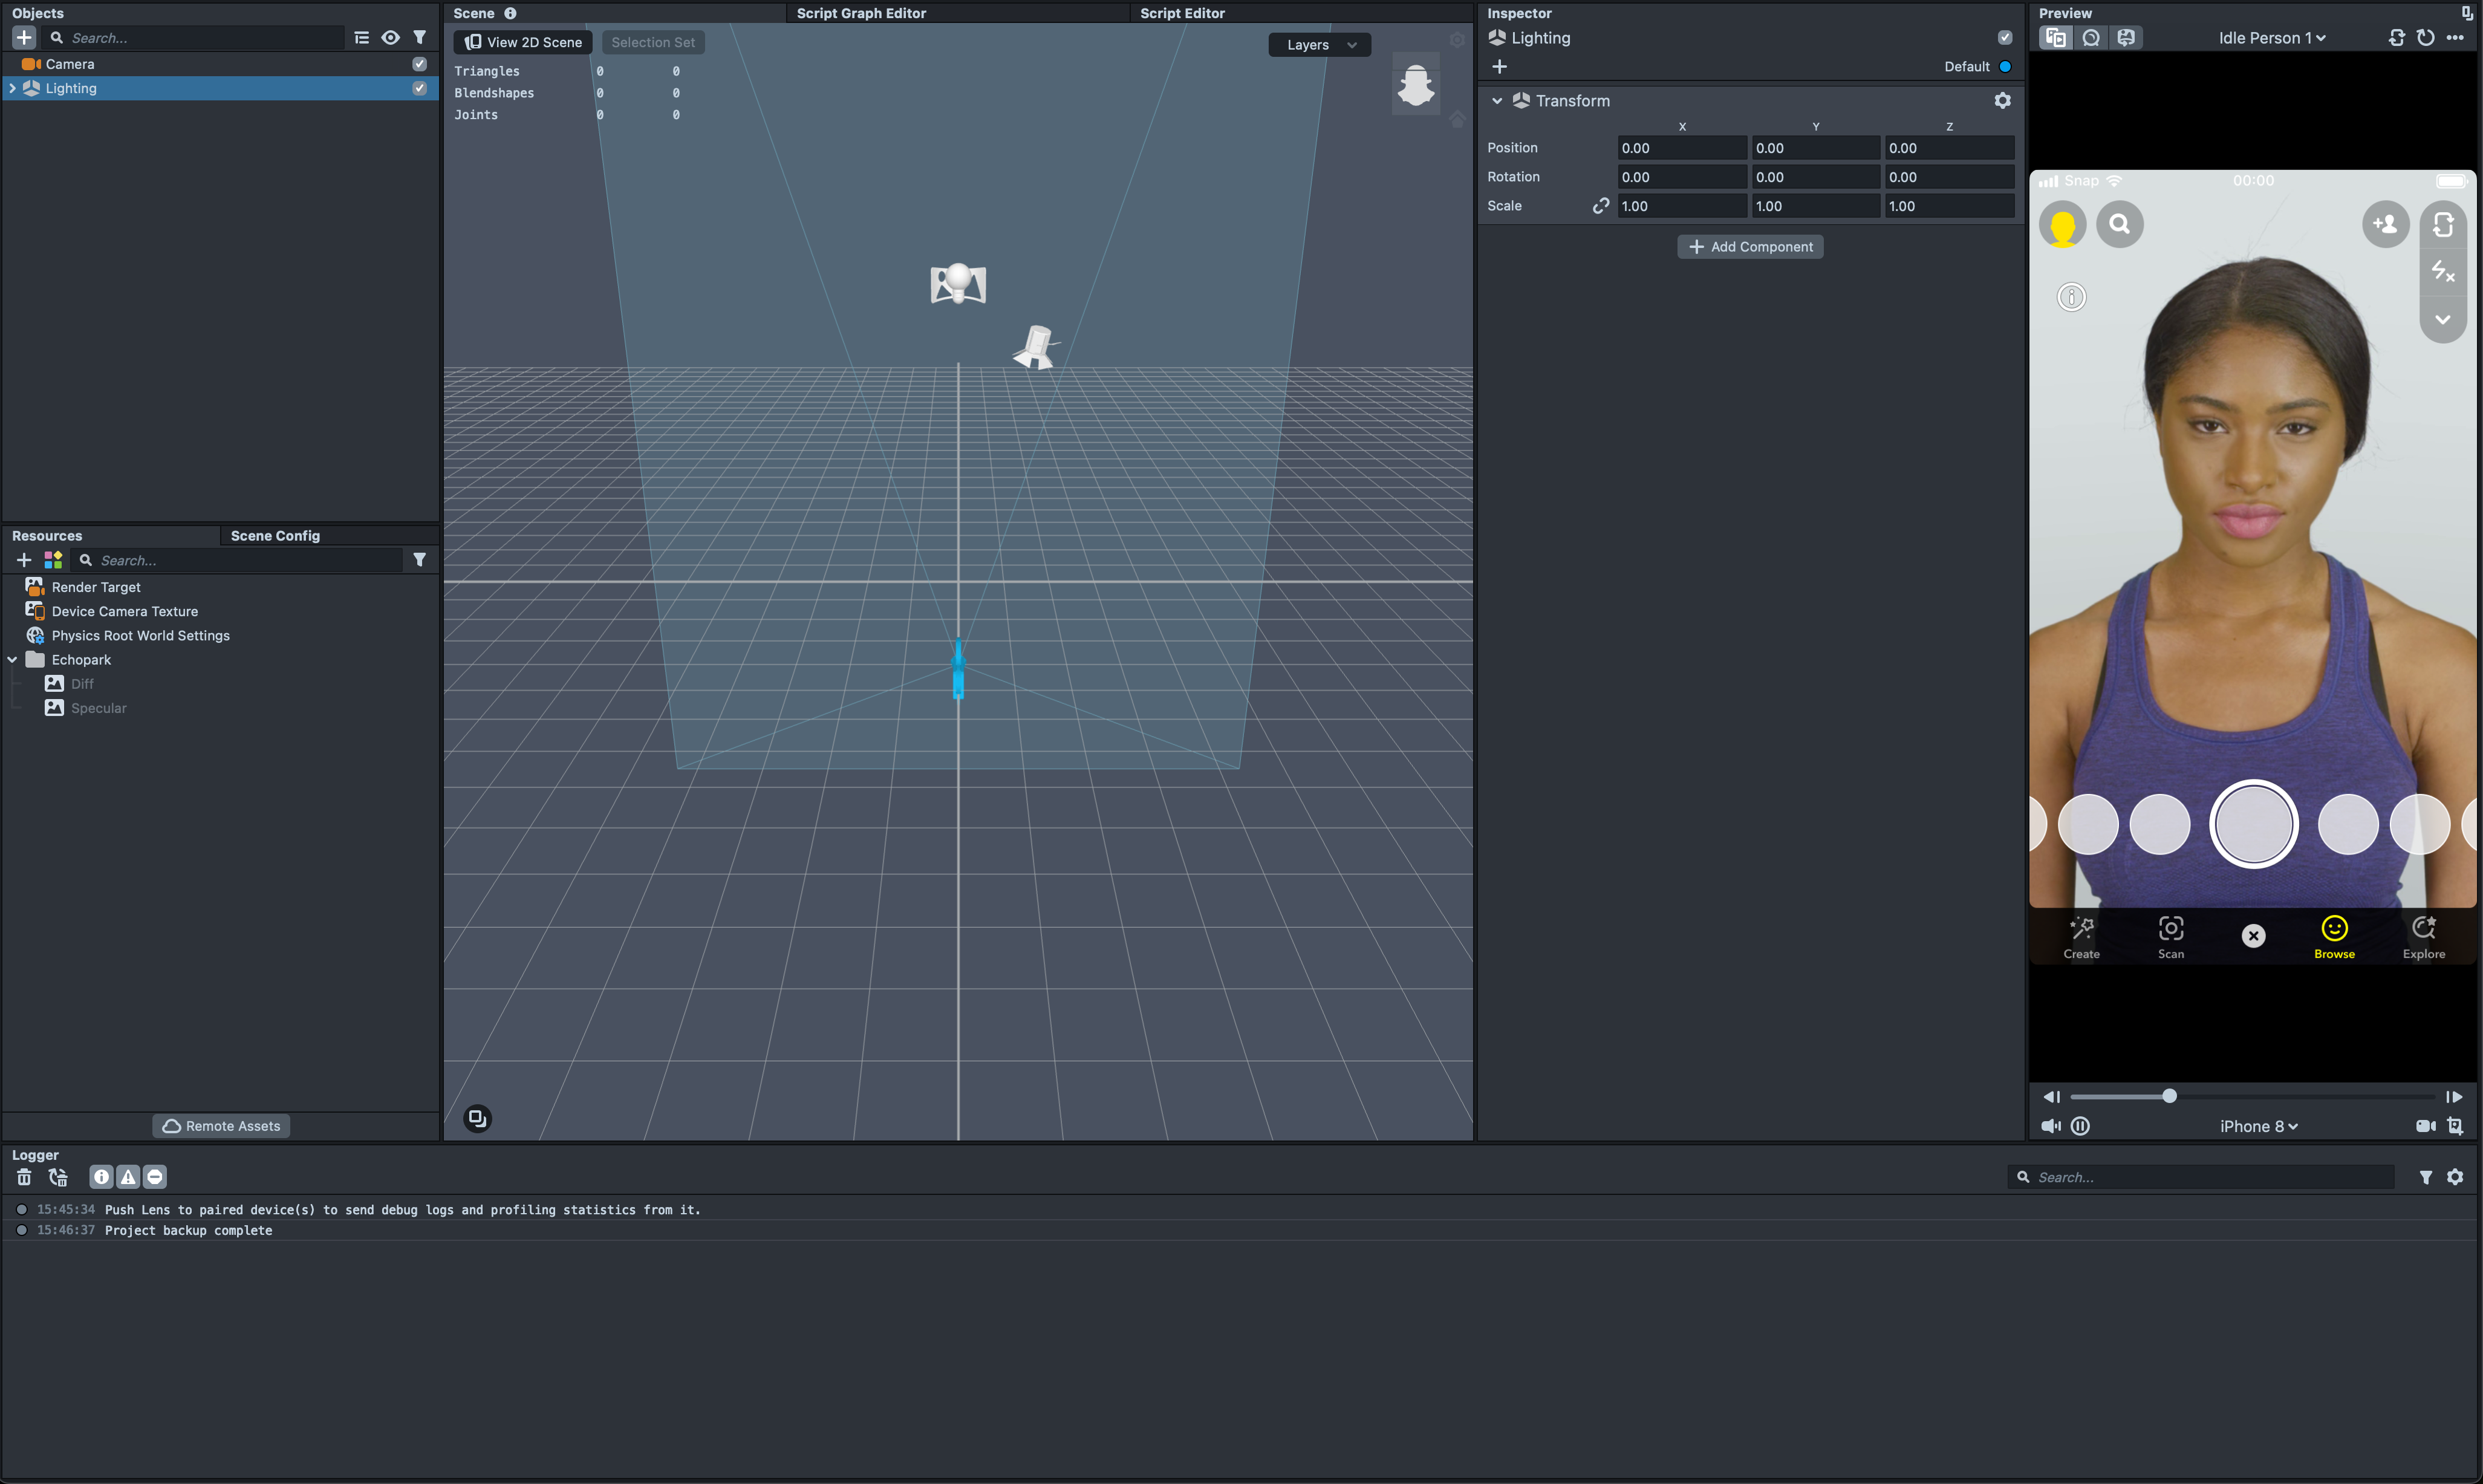 Objects
Search...
Camera
Lighting
Resources
Scene Config
Search...
Render Target
Device Camera Texture
Physics Root World Settings
Echopark
Diff
Specular
Remote Assets
Scene
Script Graph Editor
Script Editor
View 2D Scene
Selection Set
Layers
Triangles 0 0
Blendshapes 0 0
Joints 0 0
Inspector
Lighting
Default
Transform
X Y Z
Position 0.00 0.00 0.00
Rotation 0.00 0.00 0.00
Scale 1.00 1.00 1.00
Add Component
Preview
Idle Person 1
Snap 00:00
Create
Scan
Browse
Explore
iPhone 8
Logger
Search...
15:45:34 Push Lens to paired device(s) to send debug logs and profiling statistics from it.
15:46:37 Project backup complete